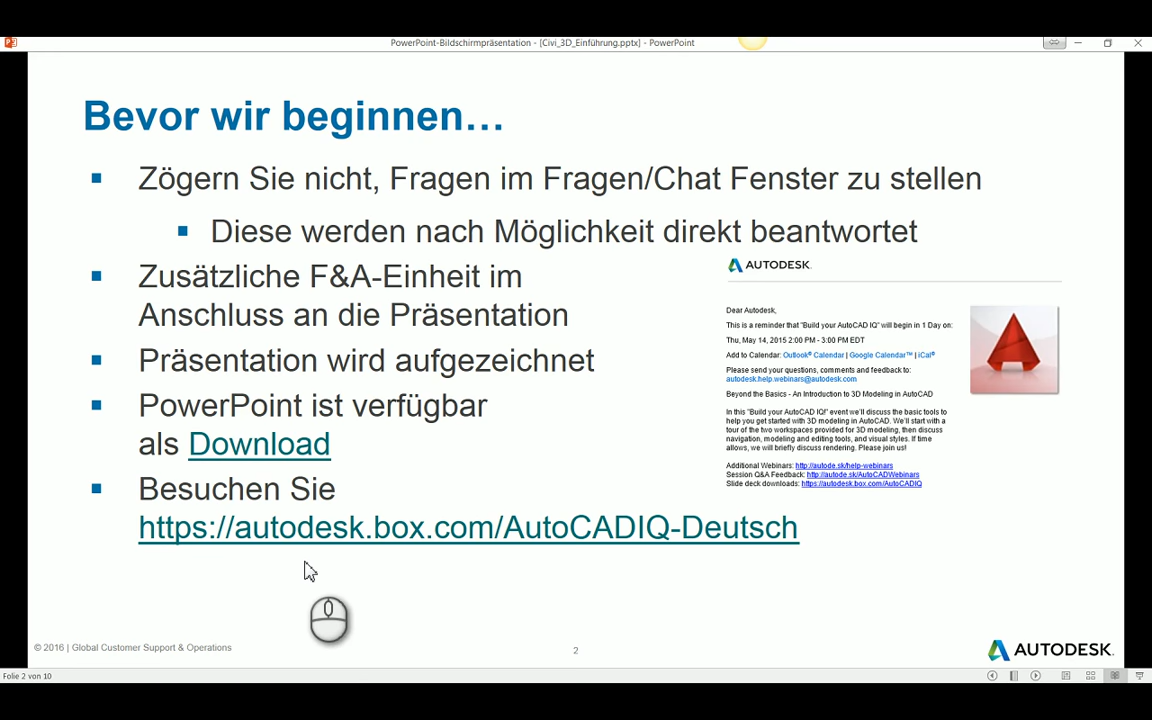 PowerPoint-Bildschirmpräsentation - [Civi_3D_Einführung.pptx] - PowerPoint
Bevor wir beginnen…
Zögern Sie nicht, Fragen im Fragen/Chat Fenster zu stellen
Diese werden nach Möglichkeit direkt beantwortet
Zusätzliche F&A-Einheit im
Anschluss an die Präsentation
Präsentation wird aufgezeichnet
PowerPoint ist verfügbar
als Download
Besuchen Sie
https://autodesk.box.com/AutoCADIQ-Deutsch
AUTODESK.
Dear Autodesk,
This is a reminder that "Build your AutoCAD IQ" will begin in 1 Day on:
Thu, May 14, 2015 2:00 PM - 3:00 PM EDT
Add to Calendar: Outlook® Calendar | Google Calendar™ | iCal®
Please send your questions, comments and feedback to:
autodesk.help.webinars@autodesk.com
Beyond the Basics - An Introduction to 3D Modeling in AutoCAD
In this "Build your AutoCAD IQ!" event we'll discuss the basic tools to
help you get started with 3D modeling in AutoCAD. We'll start with a
tour of the two workspaces provided for 3D modeling, then discuss
navigation, modeling and editing tools, and visual styles. If time
allows, we will briefly discuss rendering. Please join us!
Additional Webinars: http://autode.sk/help-webinars
Session Q&A Feedback: http://autode.sk/AutoCADWebinars
Slide deck downloads: https://autodesk.box.com/AutoCADIQ
© 2016 | Global Customer Support & Operations
2
AUTODESK.
Folie 2 von 10